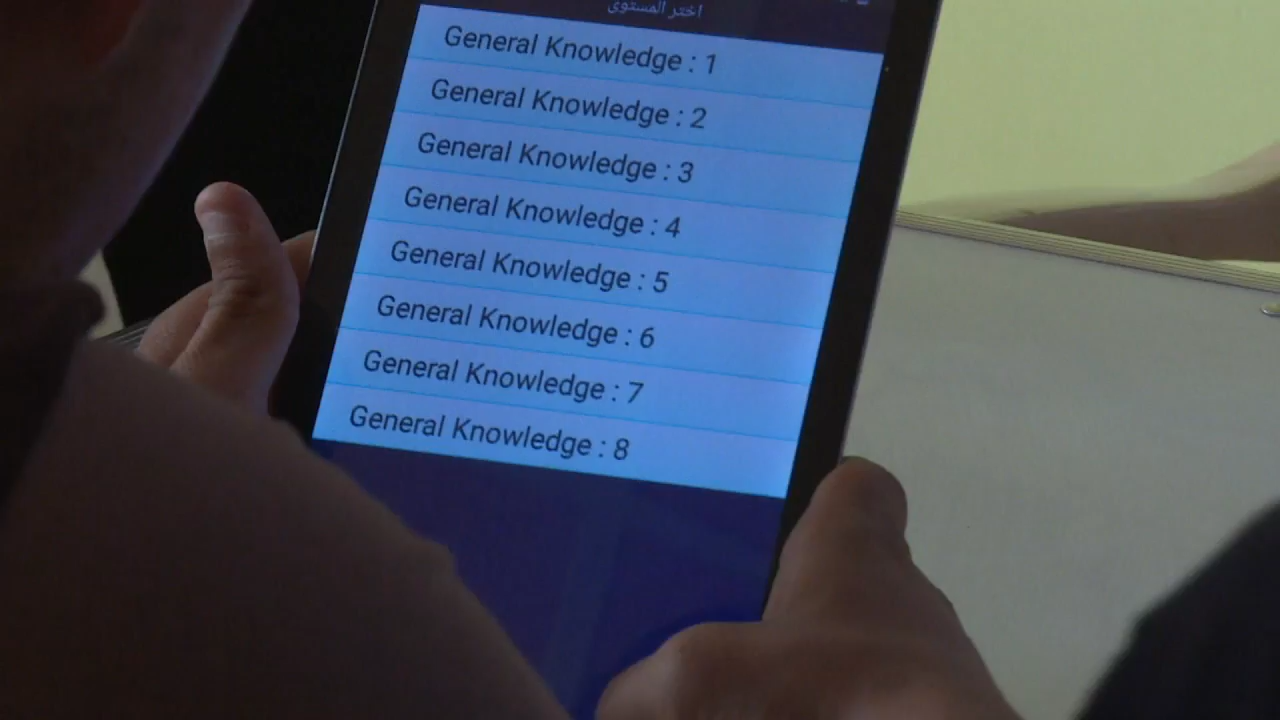 اختر المستوى
General Knowledge : 1
General Knowledge : 2
General Knowledge : 3
General Knowledge : 4
General Knowledge : 5
General Knowledge : 6
General Knowledge : 7
General Knowledge : 8